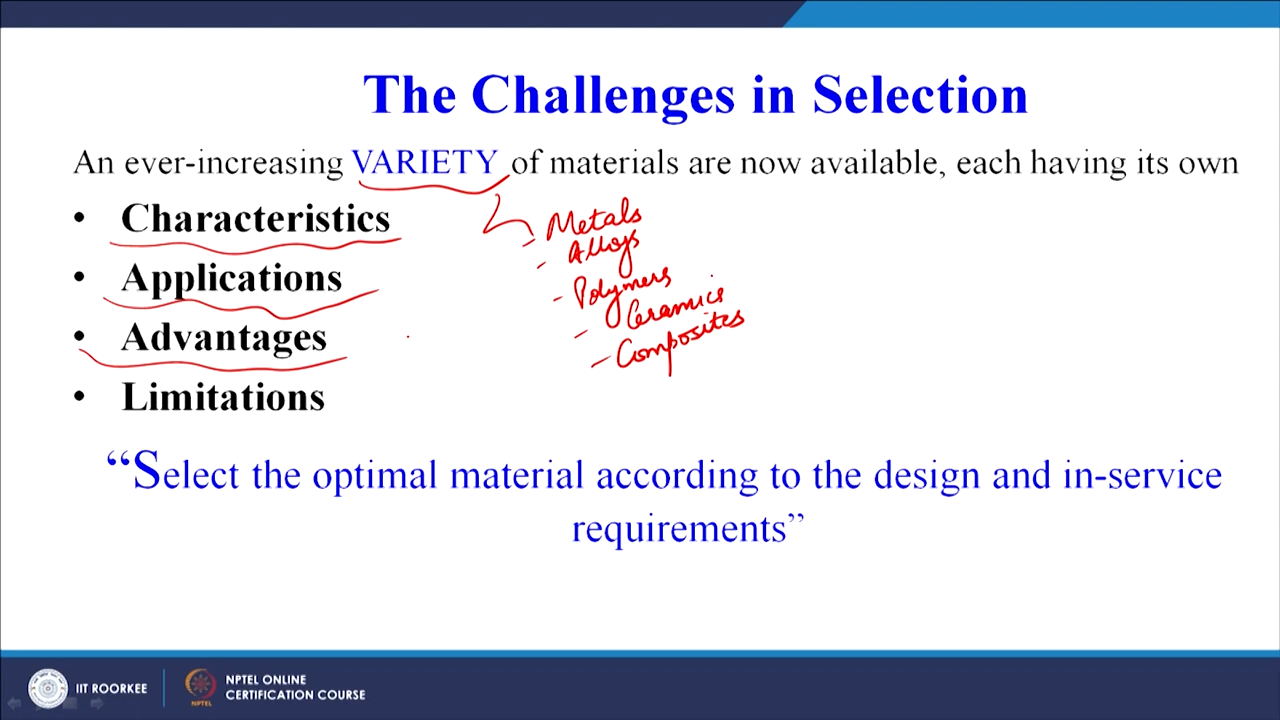 The Challenges in Selection
An ever-increasing VARIETY of materials are now available, each having its own
• Characteristics
• Applications
• Advantages
• Limitations
- Metals
- Alloys
- Polymers
- Ceramics
- Composites
“Select the optimal material according to the design and in-service
requirements”
IIT ROORKEE
NPTEL
NPTEL ONLINE
CERTIFICATION COURSE